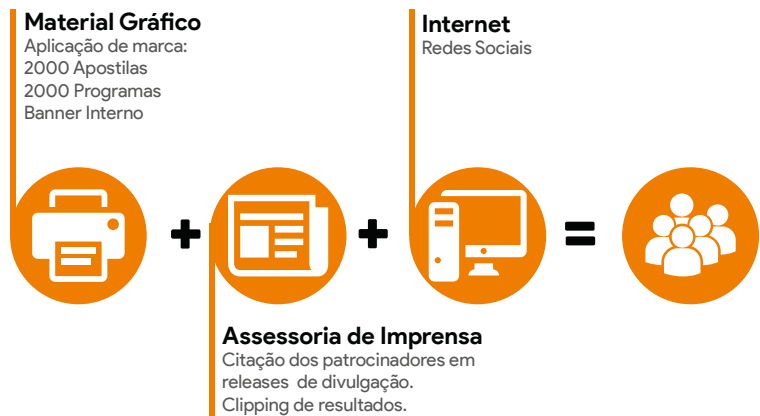 Material Gráfico
Aplicação de marca:
2000 Apostilas
2000 Programas
Banner Interno
Internet
Redes Sociais
+ + =
Assessoria de Imprensa
Citação dos patrocinadores em
releases de divulgação.
Clipping de resultados.